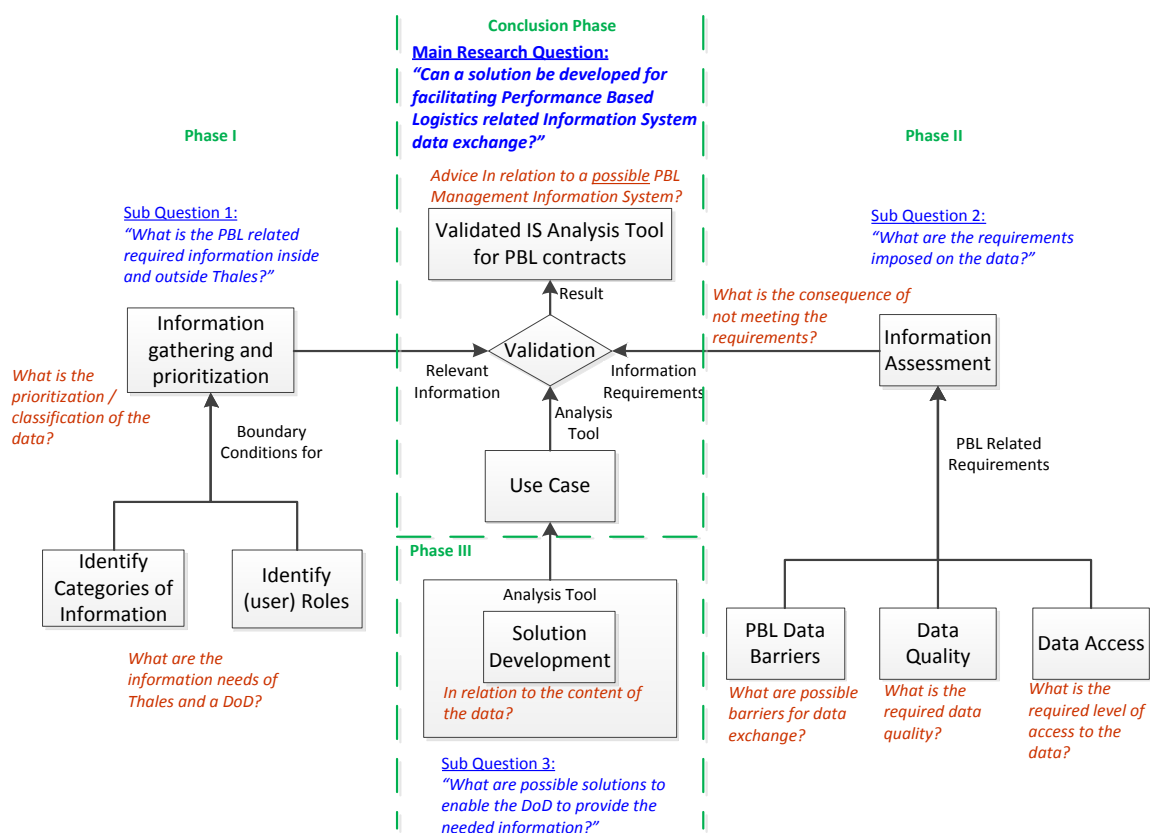 Conclusion Phase
Main Research Question:
“Can a solution be developed for
facilitating Performance Based
Logistics related Information System
data exchange?”
Advice In relation to a possible PBL
Management Information System?
Validated IS Analysis Tool
for PBL contracts
Result
Validation
Relevant
Information
Information
Requirements
Analysis
Tool
Use Case
Phase I
Sub Question 1:
“What is the PBL related
required information inside
and outside Thales?”
Information
gathering and
prioritization
What is the
prioritization /
classification of the
data?
Boundary
Conditions for
Identify
Categories of
Information
Identify
(user) Roles
What are the
information needs of
Thales and a DoD?
Phase II
Sub Question 2:
“What are the requirements
imposed on the data?”
What is the consequence of
not meeting the
requirements?
Information
Assessment
PBL Related
Requirements
PBL Data
Barriers
Data
Quality
Data Access
What are possible
barriers for data
exchange?
What is the
required data
quality?
What is the
required level of
access to the
data?
Phase III
Analysis Tool
Solution
Development
In relation to the content of
the data?
Sub Question 3:
“What are possible solutions to
enable the DoD to provide the
needed information?”